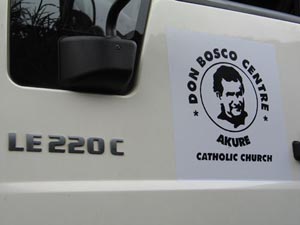 ★ DON BOSCO CENTRE ★
AKURE
CATHOLIC CHURCH
LE 220 C